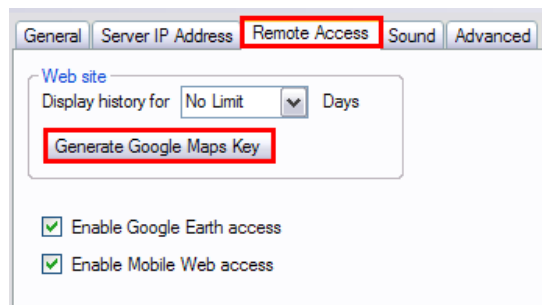 General Server IP Address Remote Access Sound Advanced
Web site
Display history for No Limit Days
Generate Google Maps Key
Enable Google Earth access
Enable Mobile Web access